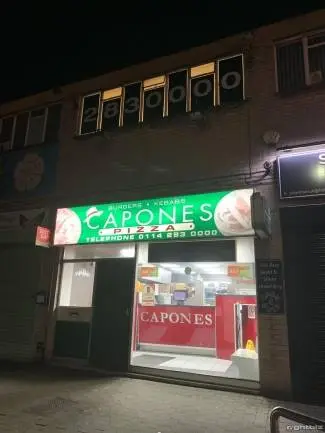 2830000
BURGERS • KEBABS
CAPONES
PIZZA
TELEPHONE 0114 283 0000
CAPONES